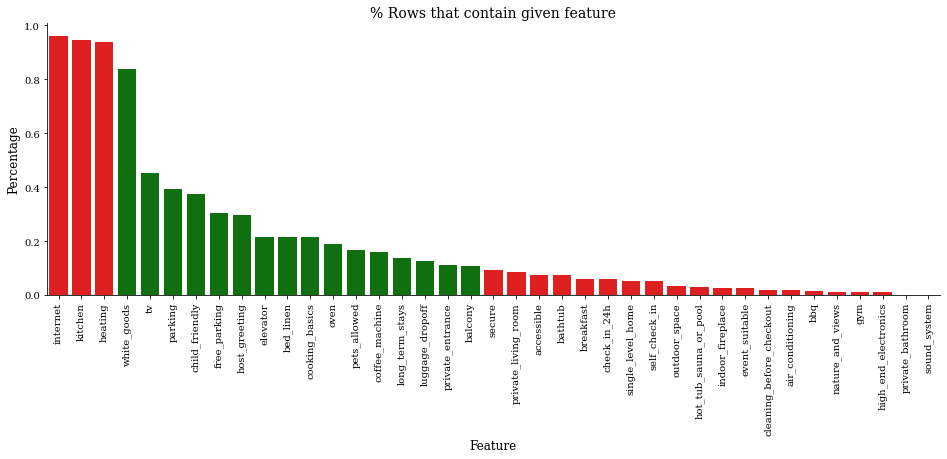 % Rows that contain given feature
Percentage
1.0
0.8
0.6
0.4
0.2
0.0
internet
kitchen
heating
white_goods
tv
parking
child_friendly
free_parking
host_greeting
elevator
bed_linen
cooking_basics
oven
pets_allowed
coffee_machine
long_term_stays
luggage_dropoff
private_entrance
balcony
secure
private_living_room
accessible
bathtub
breakfast
check_in_24h
single_level_home
self_check_in
outdoor_space
hot_tub_sauna_or_pool
indoor_fireplace
event_suitable
cleaning_before_checkout
air_conditioning
bbq
nature_and_views
gym
high_end_electronics
private_bathroom
sound_system
Feature